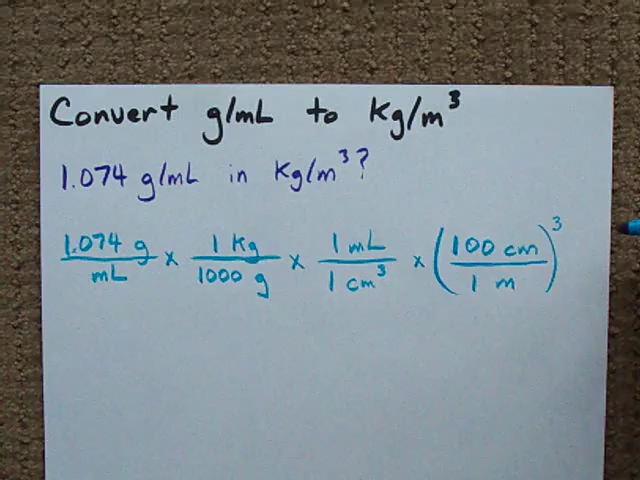 Convert g/mL to kg/m³
1.074 g/mL in kg/m³?
1.074 g / mL × 1 kg / 1000 g × 1 mL / 1 cm³ × (100 cm / 1 m)³